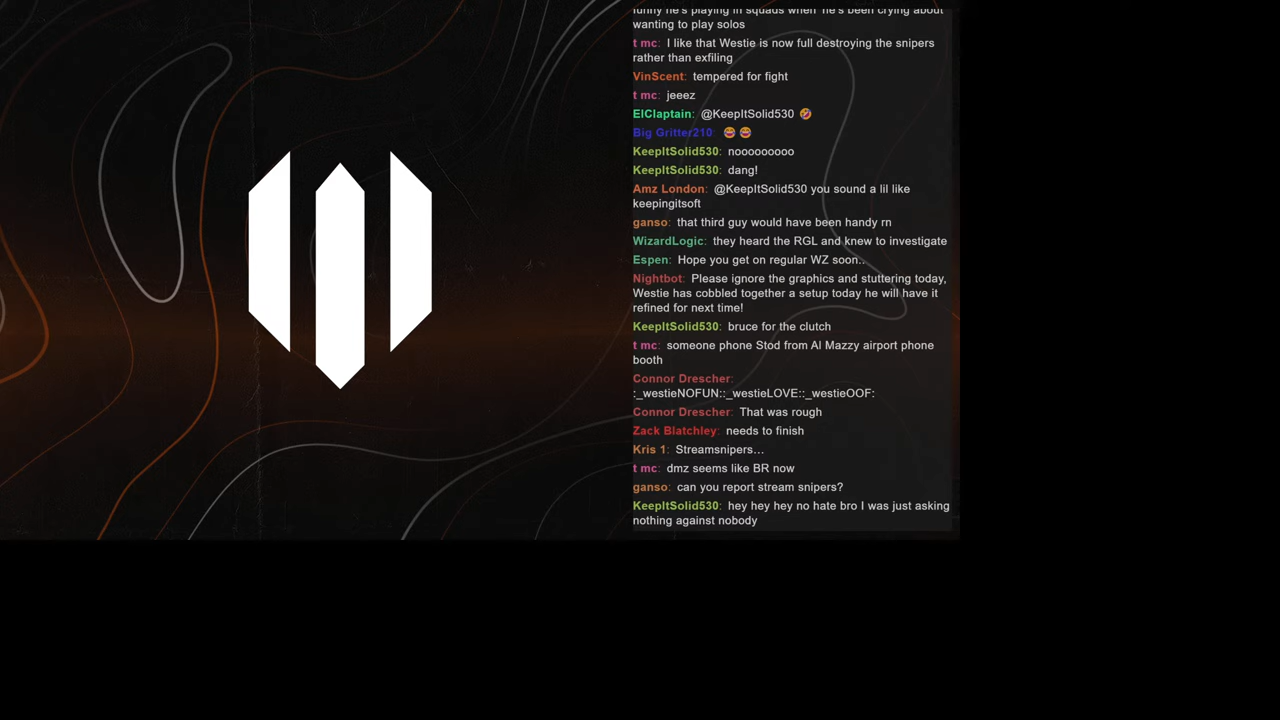 funny he's playing in squads when he's been crying about
wanting to play solos
t mc: I like that Westie is now full destroying the snipers
rather than exfiling
VinScent: tempered for fight
t mc: jeeez
ElClaptain: @KeepItSolid530 🤣
Big Gritter210: 😂 😂
KeepItSolid530: nooooooooo
KeepItSolid530: dang!
Amz London: @KeepItSolid530 you sound a lil like
keepingitsoft
ganso: that third guy would have been handy rn
WizardLogic: they heard the RGL and knew to investigate
Espen: Hope you get on regular WZ soon..
Nightbot: Please ignore the graphics and stuttering today,
Westie has cobbled together a setup today he will have it
refined for next time!
KeepItSolid530: bruce for the clutch
t mc: someone phone Stod from Al Mazzy airport phone
booth
Connor Drescher:
:_westieNOFUN::_westieLOVE::_westieOOF:
Connor Drescher: That was rough
Zack Blatchley: needs to finish
Kris 1: Streamsnipers...
t mc: dmz seems like BR now
ganso: can you report stream snipers?
KeepItSolid530: hey hey hey no hate bro I was just asking
nothing against nobody